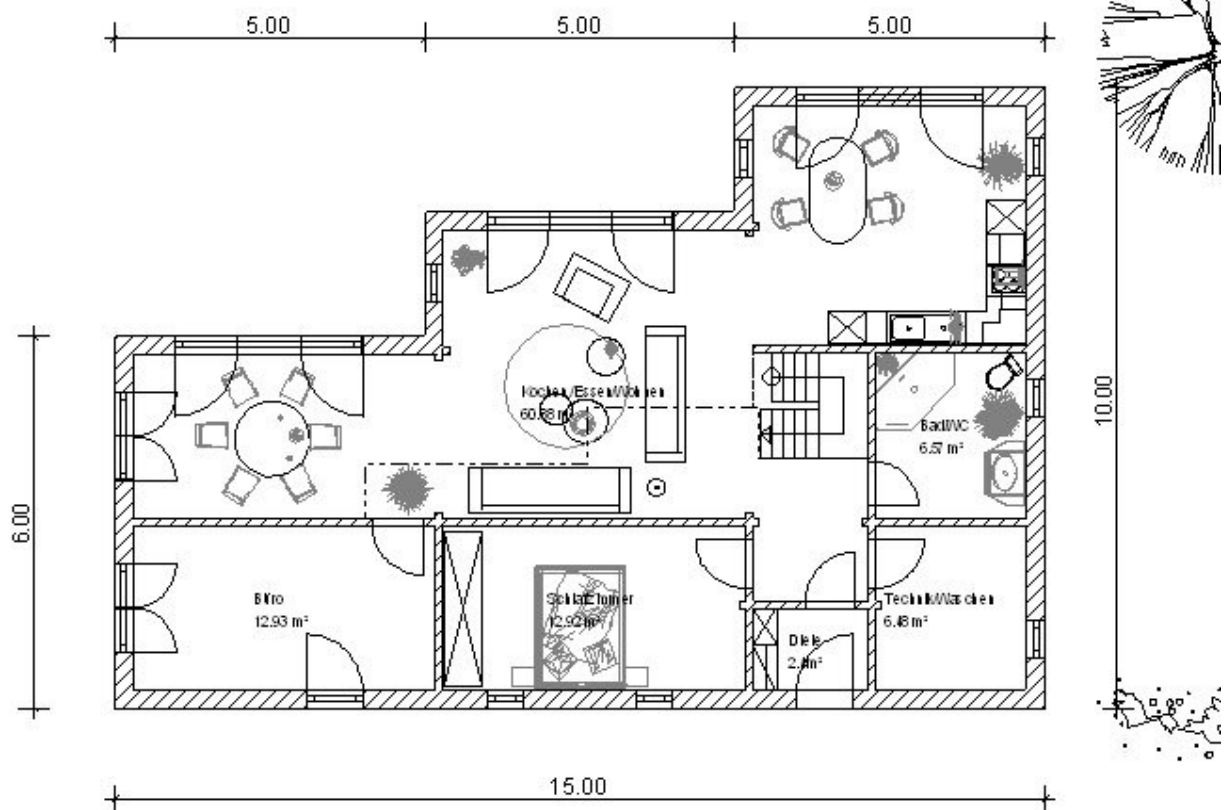 5.00 5.00 5.00
Kochen/Essen/Wohnen
Bad/WC
6.57 m²
10.00
6.00
Büro
12.93 m²
Schlafzimmer
12.92 m²
Technik/Waschen
6.48 m²
Diele
15.00